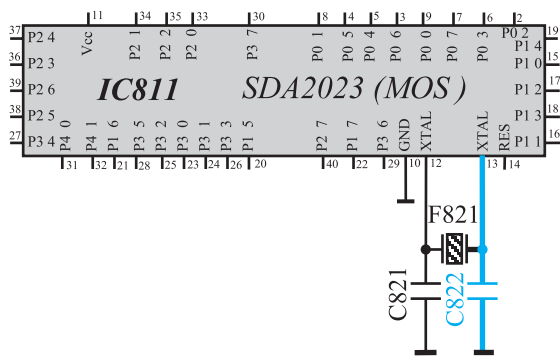 11 34 35 33 30 8 4 5 3 9 7 6 2
37 P2 4 Vcc P2 1 P2 2 P2 0 P3 7 P0 1 P0 5 P0 4 P0 6 P0 0 P0 7 P0 3 P0 2 19
P1 4
36 P2 3 P1 0 15
39 P2 6 IC811 SDA2023 (MOS) P1 2 17
38 P2 5 P1 3 18
27 P3 4 P4 0 P4 1 P1 6 P3 5 P3 2 P3 0 P3 1 P3 3 P1 5 P2 7 P1 7 P3 6 GND XTAL XTAL RES P1 1 16
31 32 21 28 25 23 24 26 20 40 22 29 10 12 13 14
F821
C821
C822